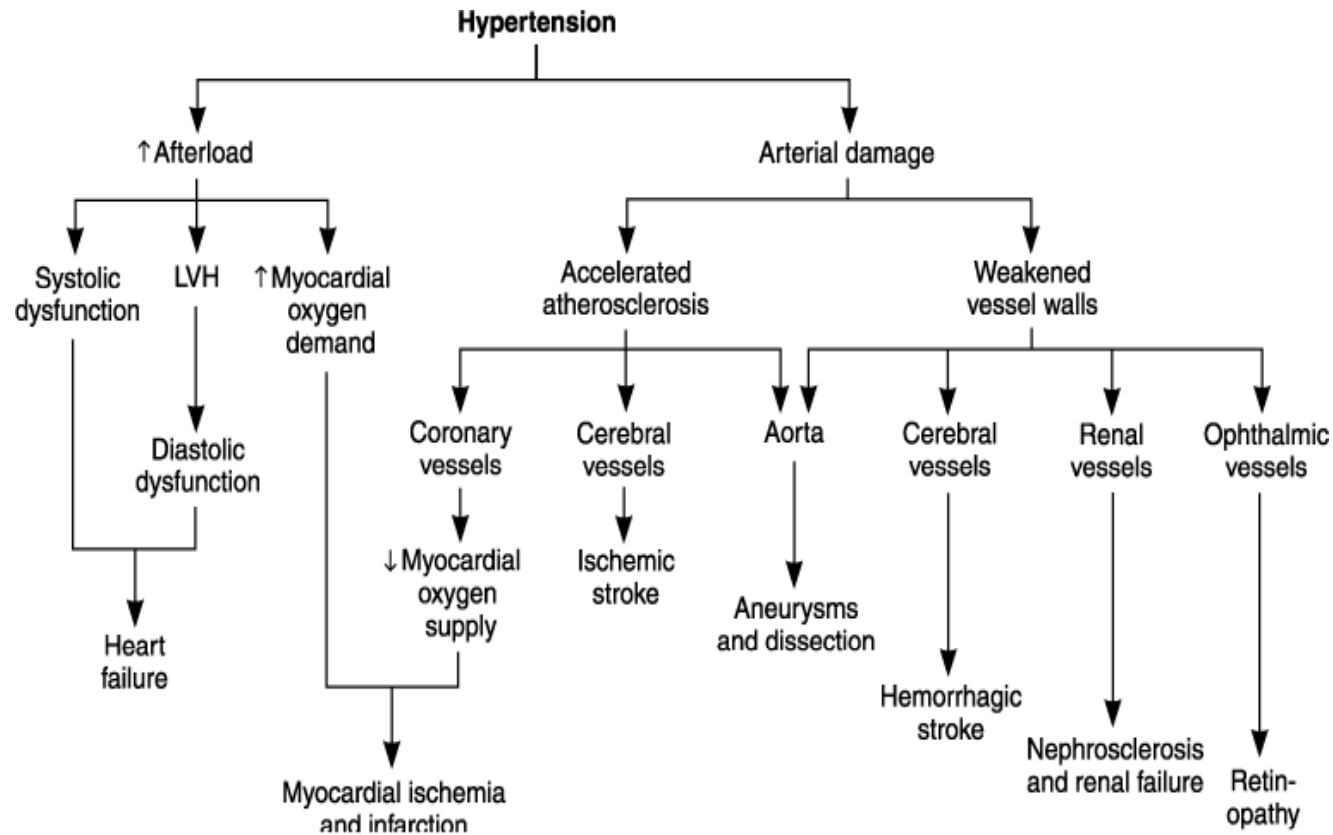 Hypertension
↑Afterload
Arterial damage
Systolic
dysfunction
LVH
↑Myocardial
oxygen
demand
Accelerated
atherosclerosis
Weakened
vessel walls
Diastolic
dysfunction
Coronary
vessels
Cerebral
vessels
Aorta
Cerebral
vessels
Renal
vessels
Ophthalmic
vessels
↓Myocardial
oxygen
supply
Ischemic
stroke
Aneurysms
and dissection
Heart
failure
Hemorrhagic
stroke
Nephrosclerosis
and renal failure
Retin-
opathy
Myocardial ischemia
and infarction